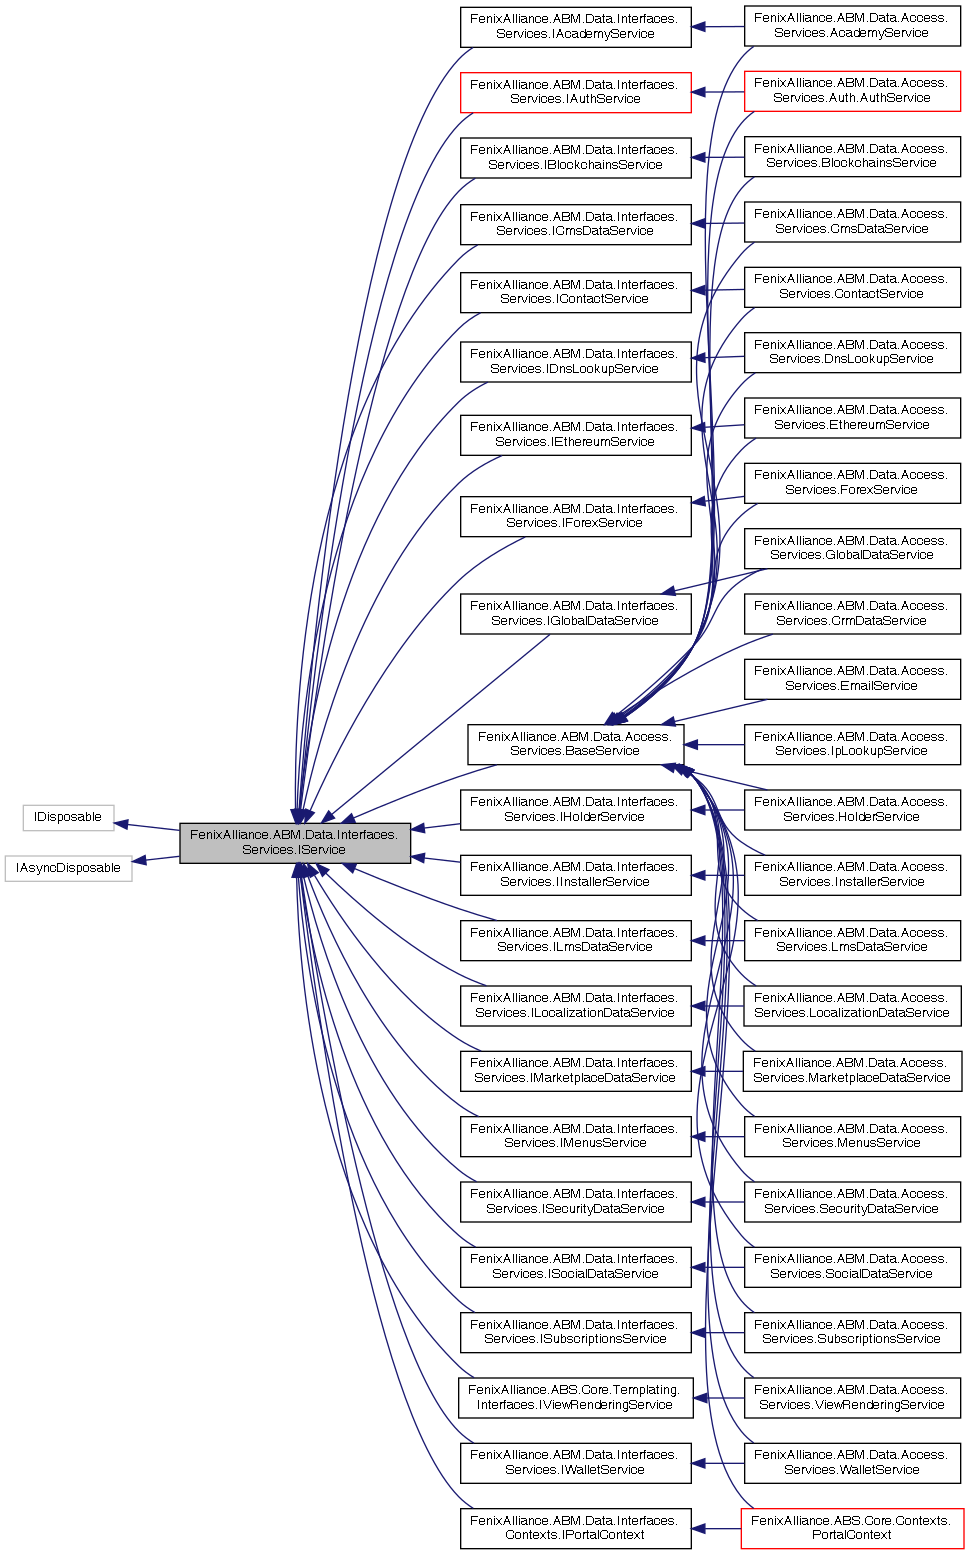 IDisposable
IAsyncDisposable
FenixAlliance.ABM.Data.Interfaces.
Services.IService
FenixAlliance.ABM.Data.Interfaces.
Services.IAcademyService
FenixAlliance.ABM.Data.Interfaces.
Services.IAuthService
FenixAlliance.ABM.Data.Interfaces.
Services.IBlockchainsService
FenixAlliance.ABM.Data.Interfaces.
Services.ICmsDataService
FenixAlliance.ABM.Data.Interfaces.
Services.IContactService
FenixAlliance.ABM.Data.Interfaces.
Services.IDnsLookupService
FenixAlliance.ABM.Data.Interfaces.
Services.IEthereumService
FenixAlliance.ABM.Data.Interfaces.
Services.IForexService
FenixAlliance.ABM.Data.Interfaces.
Services.IGlobalDataService
FenixAlliance.ABM.Data.Access.
Services.BaseService
FenixAlliance.ABM.Data.Interfaces.
Services.IHolderService
FenixAlliance.ABM.Data.Interfaces.
Services.IInstallerService
FenixAlliance.ABM.Data.Interfaces.
Services.ILmsDataService
FenixAlliance.ABM.Data.Interfaces.
Services.ILocalizationDataService
FenixAlliance.ABM.Data.Interfaces.
Services.IMarketplaceDataService
FenixAlliance.ABM.Data.Interfaces.
Services.IMenusService
FenixAlliance.ABM.Data.Interfaces.
Services.ISecurityDataService
FenixAlliance.ABM.Data.Interfaces.
Services.ISocialDataService
FenixAlliance.ABM.Data.Interfaces.
Services.ISubscriptionsService
FenixAlliance.ABS.Core.Templating.
Interfaces.IViewRenderingService
FenixAlliance.ABM.Data.Interfaces.
Services.IWalletService
FenixAlliance.ABM.Data.Interfaces.
Contexts.IPortalContext
FenixAlliance.ABM.Data.Access.
Services.AcademyService
FenixAlliance.ABM.Data.Access.
Services.Auth.AuthService
FenixAlliance.ABM.Data.Access.
Services.BlockchainsService
FenixAlliance.ABM.Data.Access.
Services.CmsDataService
FenixAlliance.ABM.Data.Access.
Services.ContactService
FenixAlliance.ABM.Data.Access.
Services.DnsLookupService
FenixAlliance.ABM.Data.Access.
Services.EthereumService
FenixAlliance.ABM.Data.Access.
Services.ForexService
FenixAlliance.ABM.Data.Access.
Services.GlobalDataService
FenixAlliance.ABM.Data.Access.
Services.CrmDataService
FenixAlliance.ABM.Data.Access.
Services.EmailService
FenixAlliance.ABM.Data.Access.
Services.IpLookupService
FenixAlliance.ABM.Data.Access.
Services.HolderService
FenixAlliance.ABM.Data.Access.
Services.InstallerService
FenixAlliance.ABM.Data.Access.
Services.LmsDataService
FenixAlliance.ABM.Data.Access.
Services.LocalizationDataService
FenixAlliance.ABM.Data.Access.
Services.MarketplaceDataService
FenixAlliance.ABM.Data.Access.
Services.MenusService
FenixAlliance.ABM.Data.Access.
Services.SecurityDataService
FenixAlliance.ABM.Data.Access.
Services.SocialDataService
FenixAlliance.ABM.Data.Access.
Services.SubscriptionsService
FenixAlliance.ABM.Data.Access.
Services.ViewRenderingService
FenixAlliance.ABM.Data.Access.
Services.WalletService
FenixAlliance.ABS.Core.Contexts.
PortalContext